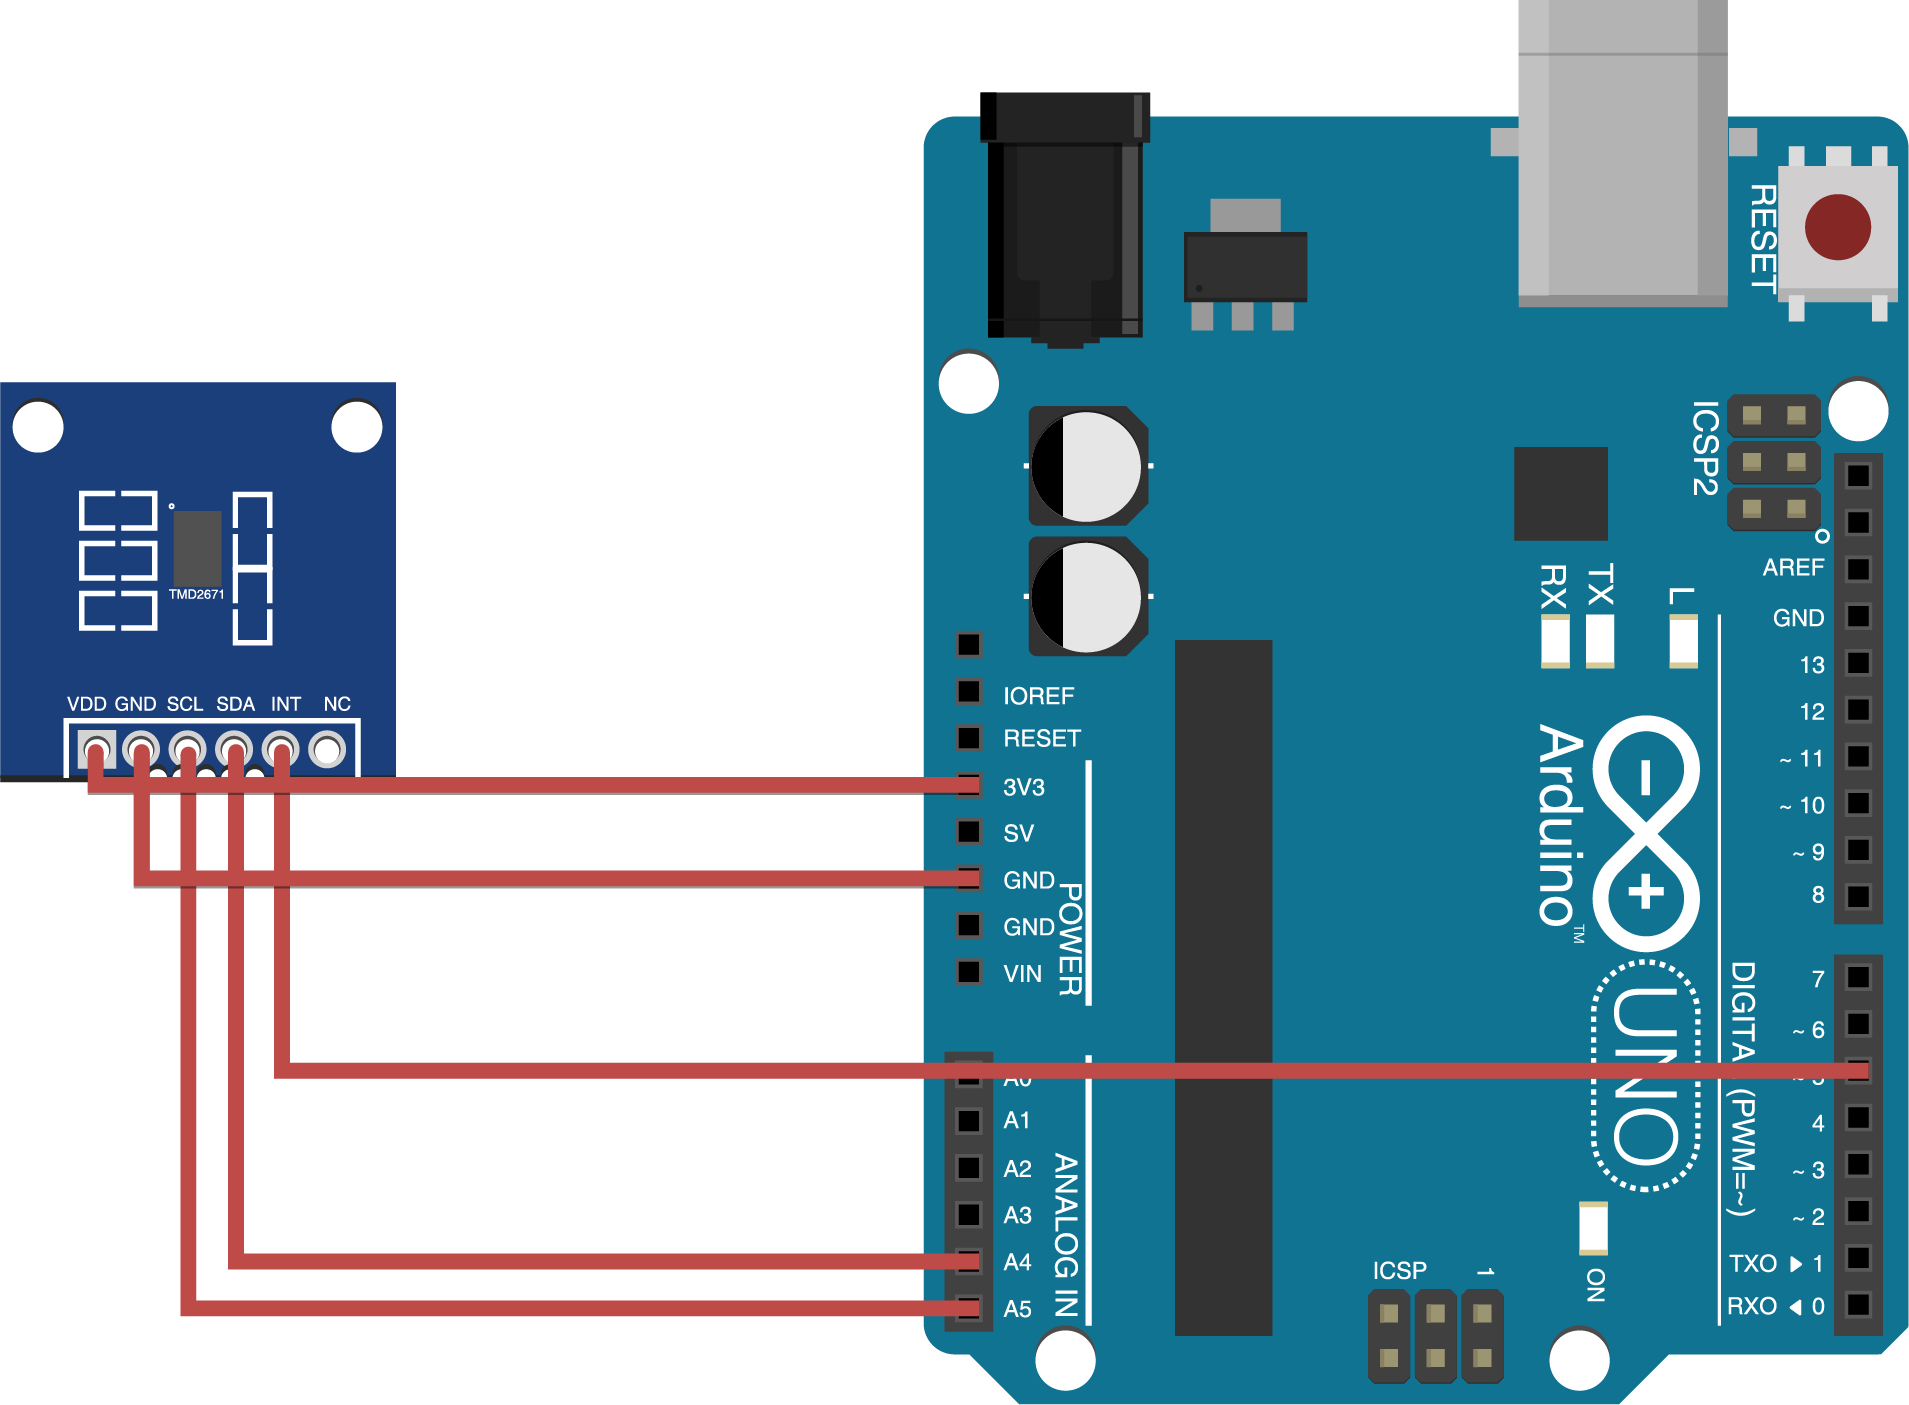 TMD2671
VDD GND SCL SDA INT NC
RESET
ICSP2
RX
TX
L
IOREF
RESET
3V3
SV
GND
GND
VIN
POWER
A0
A1
A2
A3
A4
A5
ANALOG IN
Arduino
TM
UNO
AREF
GND
13
12
~ 11
~ 10
~ 9
8
7
~ 6
~ 5
4
~ 3
~ 2
TXO ▶ 1
RXO ◀ 0
DIGITA (PWM=~)
ICSP
1
ON